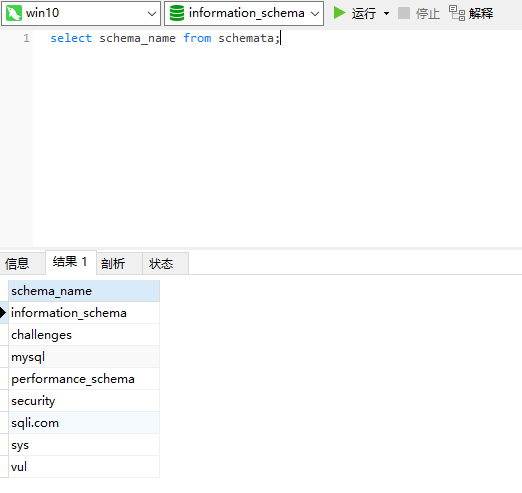 win10 information_schema 运行 停止 解释
1 select schema_name from schemata;
信息 结果 1 剖析 状态
schema_name
information_schema
challenges
mysql
performance_schema
security
sqli.com
sys
vul